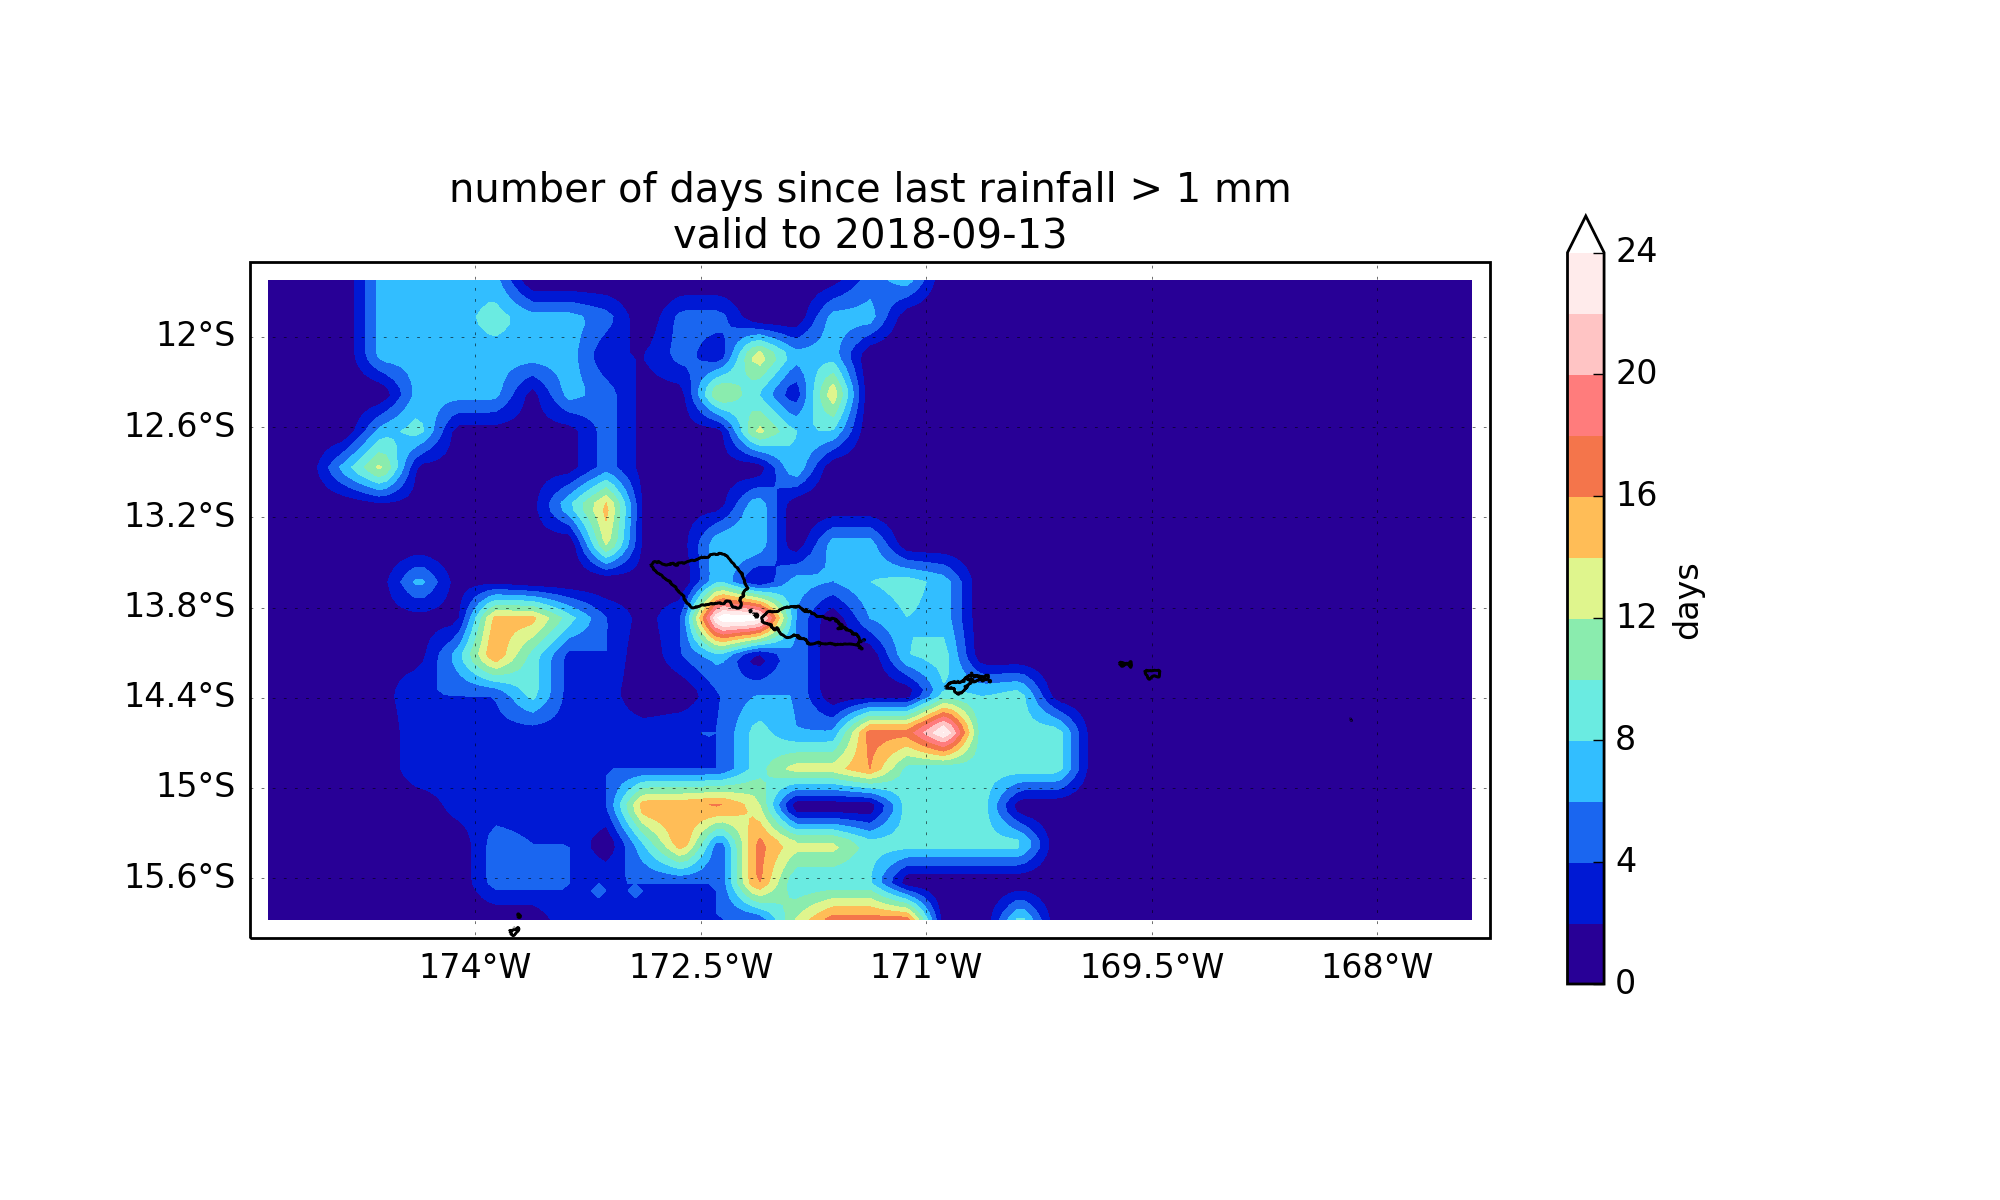 number of days since last rainfall > 1 mm
valid to 2018-09-13
12°S
12.6°S
13.2°S
13.8°S
14.4°S
15°S
15.6°S
174°W
172.5°W
171°W
169.5°W
168°W
24
20
16
12
8
4
0
days